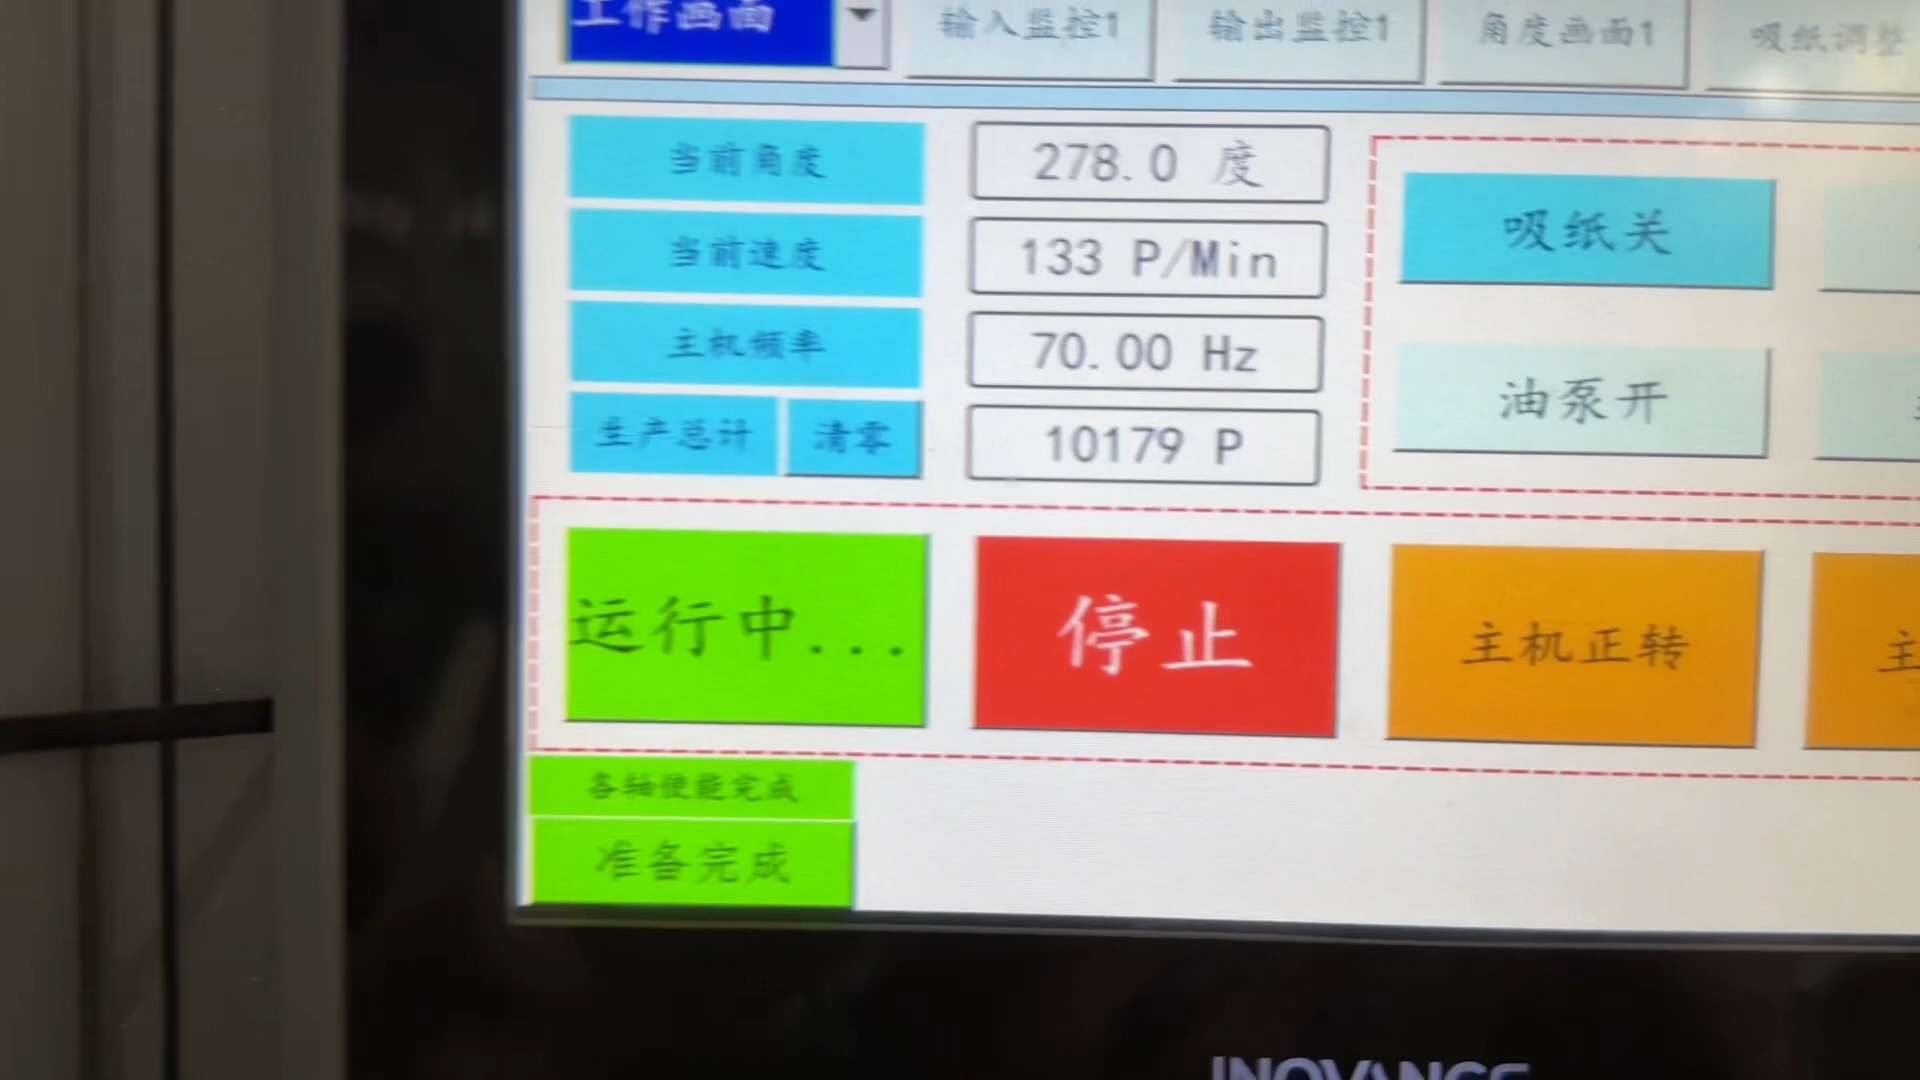 工作画面 输入监控1 输出监控1 角度画面1 吸纸调整
当前角度 278.0 度
当前速度 133 P/Min
主机频率 70.00 Hz
生产总计 清零 10179 P
吸纸关
油泵开
运行中... 停止 主机正转 主
各轴使能完成
准备完成
INOVANCE